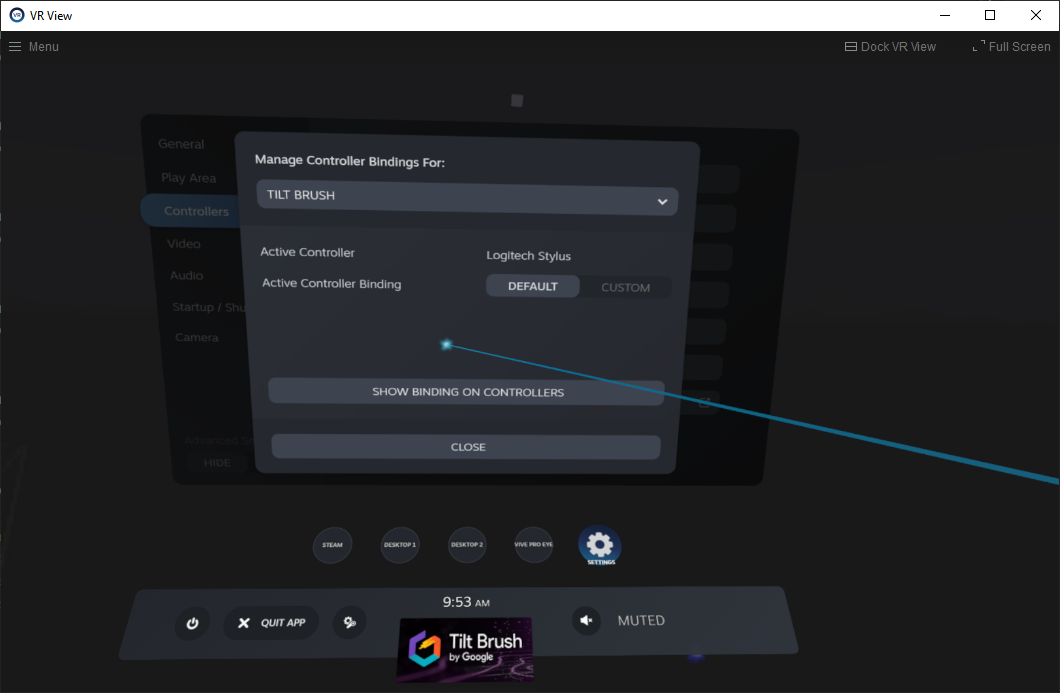 VR View
Menu
Dock VR View
Full Screen
General
Play Area
Controllers
Video
Audio
Startup / Shu
Camera
Manage Controller Bindings For:
TILT BRUSH
Active Controller
Logitech Stylus
Active Controller Binding
DEFAULT
CUSTOM
SHOW BINDING ON CONTROLLERS
CLOSE
Advanced Se
HIDE
STEAM
DESKTOP 1
DESKTOP 2
VIVE PRO EYE
SETTINGS
9:53 AM
QUIT APP
MUTED
Tilt Brush
by Google